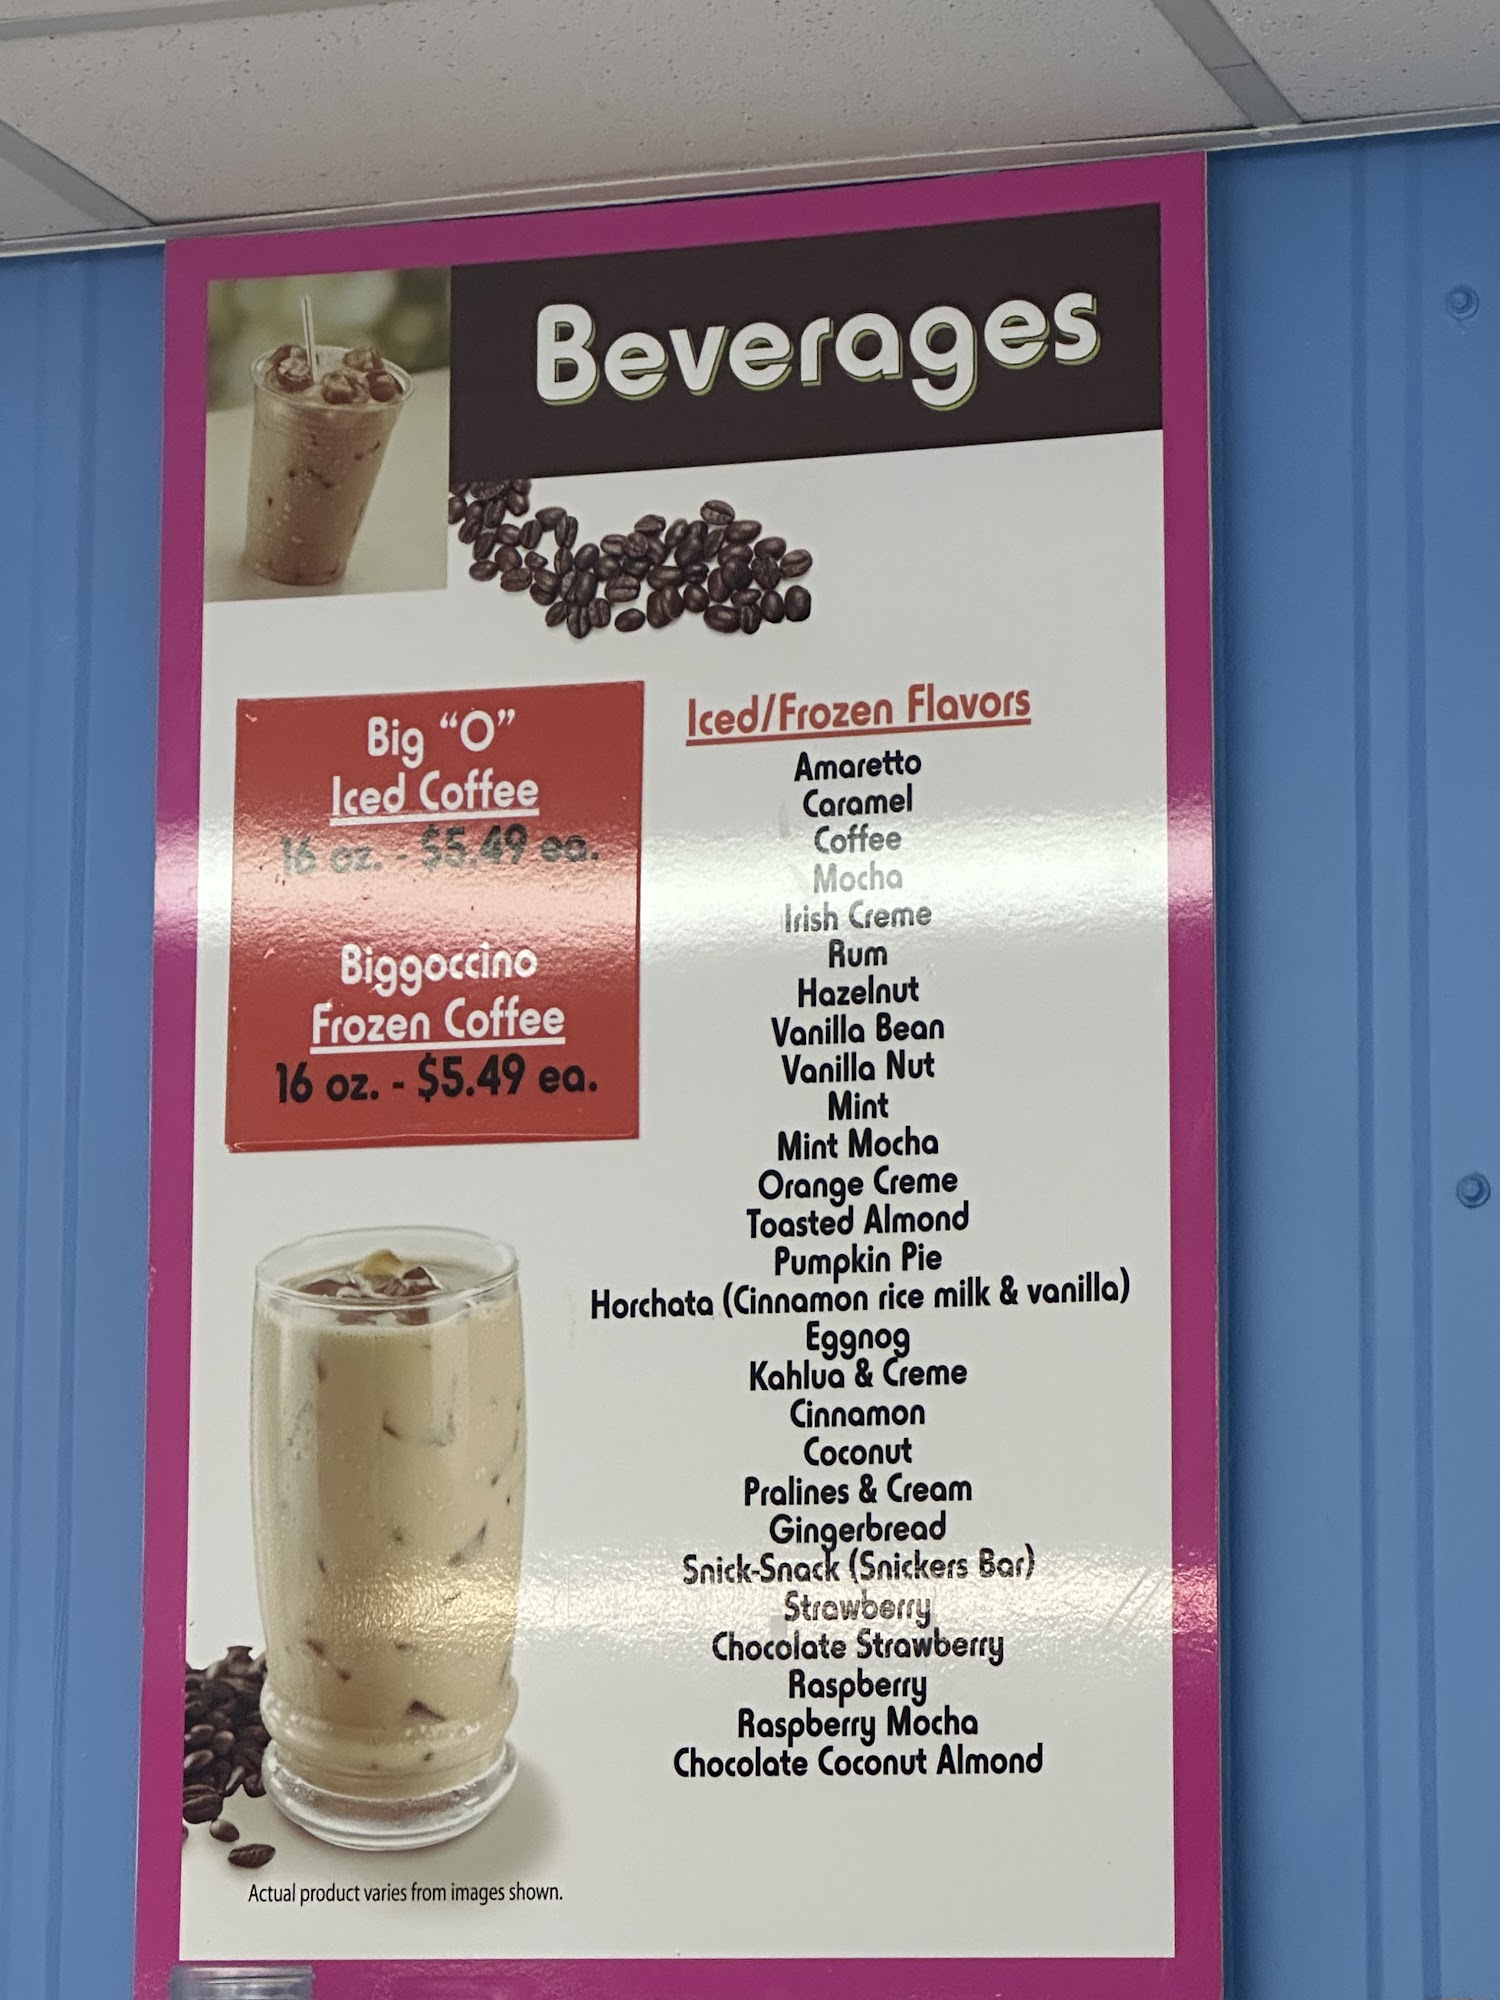 Beverages
Big "O"
Iced Coffee
16 oz. - $5.49 ea.
Biggoccino
Frozen Coffee
16 oz. - $5.49 ea.
Iced/Frozen Flavors
Amaretto
Caramel
Coffee
Mocha
Irish Creme
Rum
Hazelnut
Vanilla Bean
Vanilla Nut
Mint
Mint Mocha
Orange Creme
Toasted Almond
Pumpkin Pie
Horchata (Cinnamon rice milk & vanilla)
Eggnog
Kahlua & Creme
Cinnamon
Coconut
Pralines & Cream
Gingerbread
Snick-Snack (Snickers Bar)
Strawberry
Chocolate Strawberry
Raspberry
Raspberry Mocha
Chocolate Coconut Almond
Actual product varies from images shown.